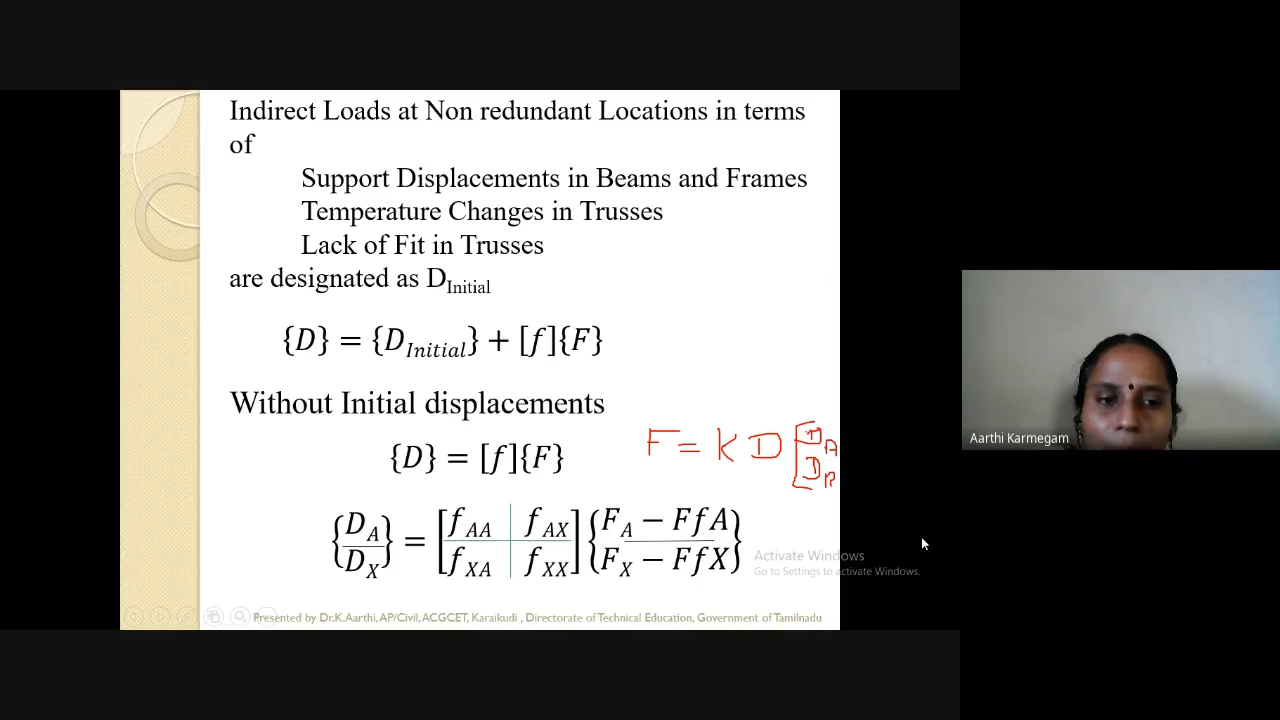 Indirect Loads at Non redundant Locations in terms
of
Support Displacements in Beams and Frames
Temperature Changes in Trusses
Lack of Fit in Trusses
are designated as D_Initial
{D} = {D_Initial} + [f]{F}
Without Initial displacements
F = K D [D_A
D_R
{D} = [f]{F}
{D_A / D_X} = [f_AA f_AX
f_XA f_XX] {F_A − FfA
F_X − FfX}
Activate Windows
Go to Settings to activate Windows.
Presented by Dr.K.Aarthi, AP/Civil, ACGCET, Karaikudi , Directorate of Technical Education, Government of Tamilnadu
Aarthi Karmegam